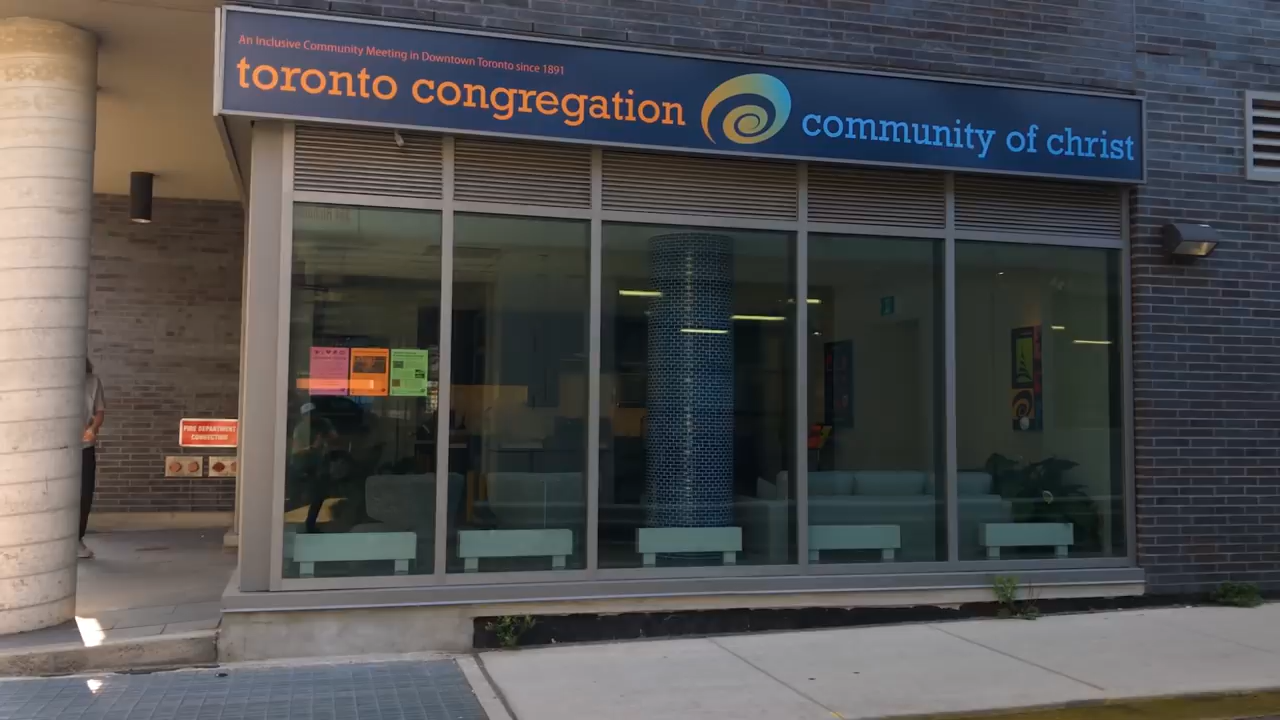 An Inclusive Community Meeting in Downtown Toronto since 1891
toronto congregation
community of christ
FIRE DEPARTMENT
CONNECTION